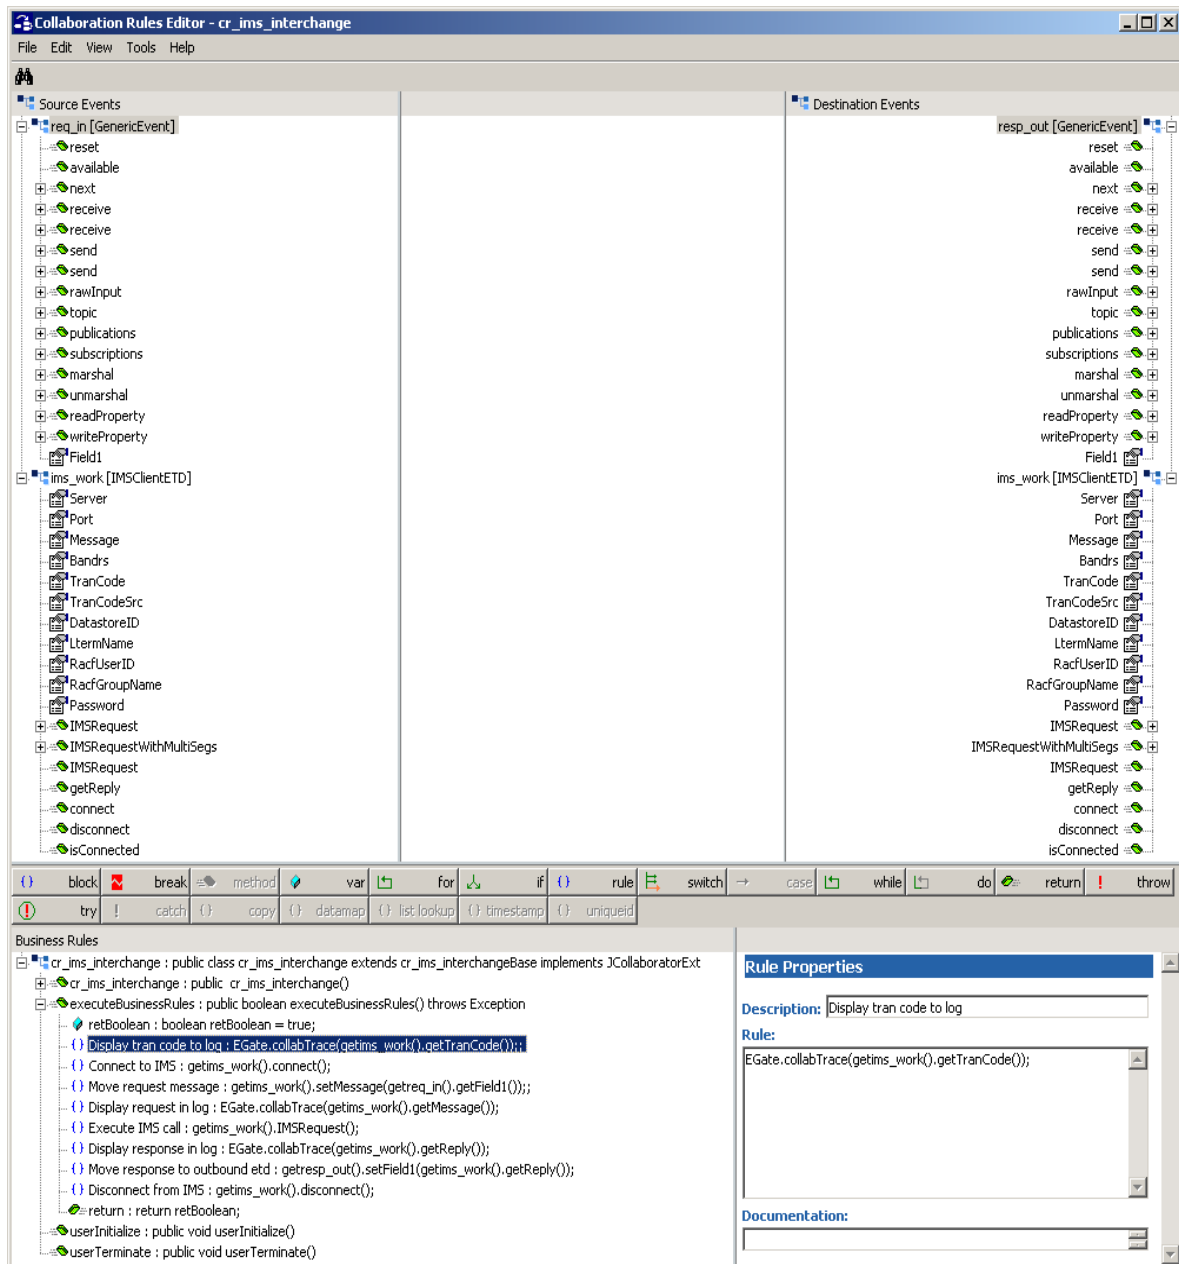 Collaboration Rules Editor - cr_ims_interchange
File Edit View Tools Help
Source Events
req_in [GenericEvent]
reset
available
next
receive
receive
send
send
rawInput
topic
publications
subscriptions
marshal
unmarshal
readProperty
writeProperty
Field1
ims_work [IMSClientETD]
Server
Port
Message
Bandrs
TranCode
TranCodeSrc
DatastoreID
LtermName
RacfUserID
RacfGroupName
Password
IMSRequest
IMSRequestWithMultiSegs
IMSRequest
getReply
connect
disconnect
isConnected
Destination Events
resp_out [GenericEvent]
reset
available
next
receive
receive
send
send
rawInput
topic
publications
subscriptions
marshal
unmarshal
readProperty
writeProperty
Field1
ims_work [IMSClientETD]
Server
Port
Message
Bandrs
TranCode
TranCodeSrc
DatastoreID
LtermName
RacfUserID
RacfGroupName
Password
IMSRequest
IMSRequestWithMultiSegs
IMSRequest
getReply
connect
disconnect
isConnected
block break method var for if rule switch case while do return throw
try catch copy datamap list lookup timestamp uniqueid
Business Rules
cr_ims_interchange : public class cr_ims_interchange extends cr_ims_interchangeBase implements JCollaboratorExt
cr_ims_interchange : public cr_ims_interchange()
executeBusinessRules : public boolean executeBusinessRules() throws Exception
retBoolean : boolean retBoolean = true;
{} Display tran code to log : EGate.collabTrace(getims_work().getTranCode());;
{} Connect to IMS : getims_work().connect();
{} Move request message : getims_work().setMessage(getreq_in().getField1());;
{} Display request in log : EGate.collabTrace(getims_work().getMessage());
{} Execute IMS call : getims_work().IMSRequest();
{} Display response in log : EGate.collabTrace(getims_work().getReply());
{} Move response to outbound etd : getresp_out().setField1(getims_work().getReply());
{} Disconnect from IMS : getims_work().disconnect();
return : return retBoolean;
userInitialize : public void userInitialize()
userTerminate : public void userTerminate()
Rule Properties
Description: Display tran code to log
Rule:
EGate.collabTrace(getims_work().getTranCode());
Documentation: